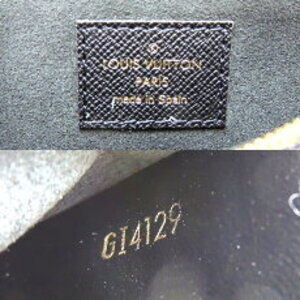 LOUIS VUITTON
PARIS
made in Spain
GI4129